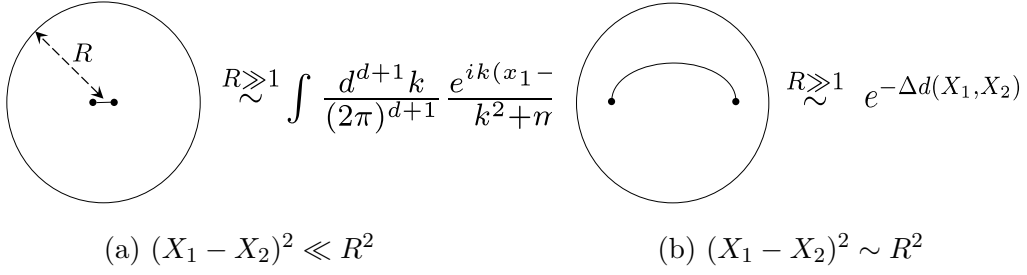 R
R≫1
∼ ∫ d^{d+1}k/(2π)^{d+1} e^{ik(x_1−/k^2+m
R≫1
∼ e^{−Δd(X_1,X_2)}
(a) (X_1 − X_2)^2 ≪ R^2
(b) (X_1 − X_2)^2 ∼ R^2